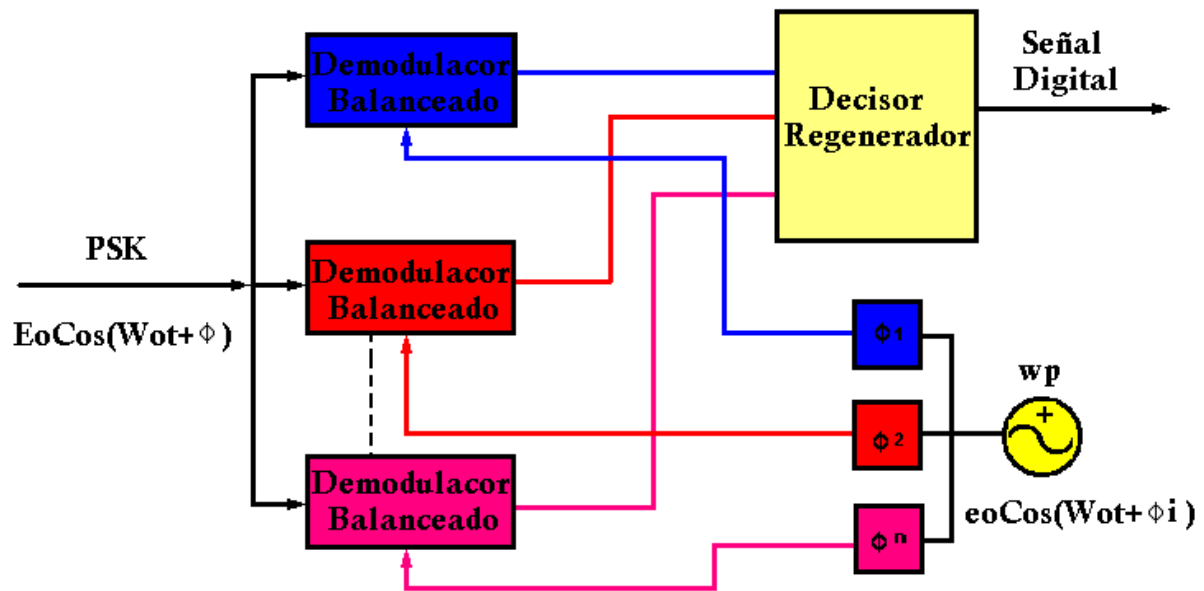 Demodulacor
Balanceado
Decisor
Regenerador
Señal
Digital
PSK
EoCos(Wot+Φ)
Demodulacor
Balanceado
Φ1
wp
+
Φ2
Demodulacor
Balanceado
Φn
eoCos(Wot+Φi)